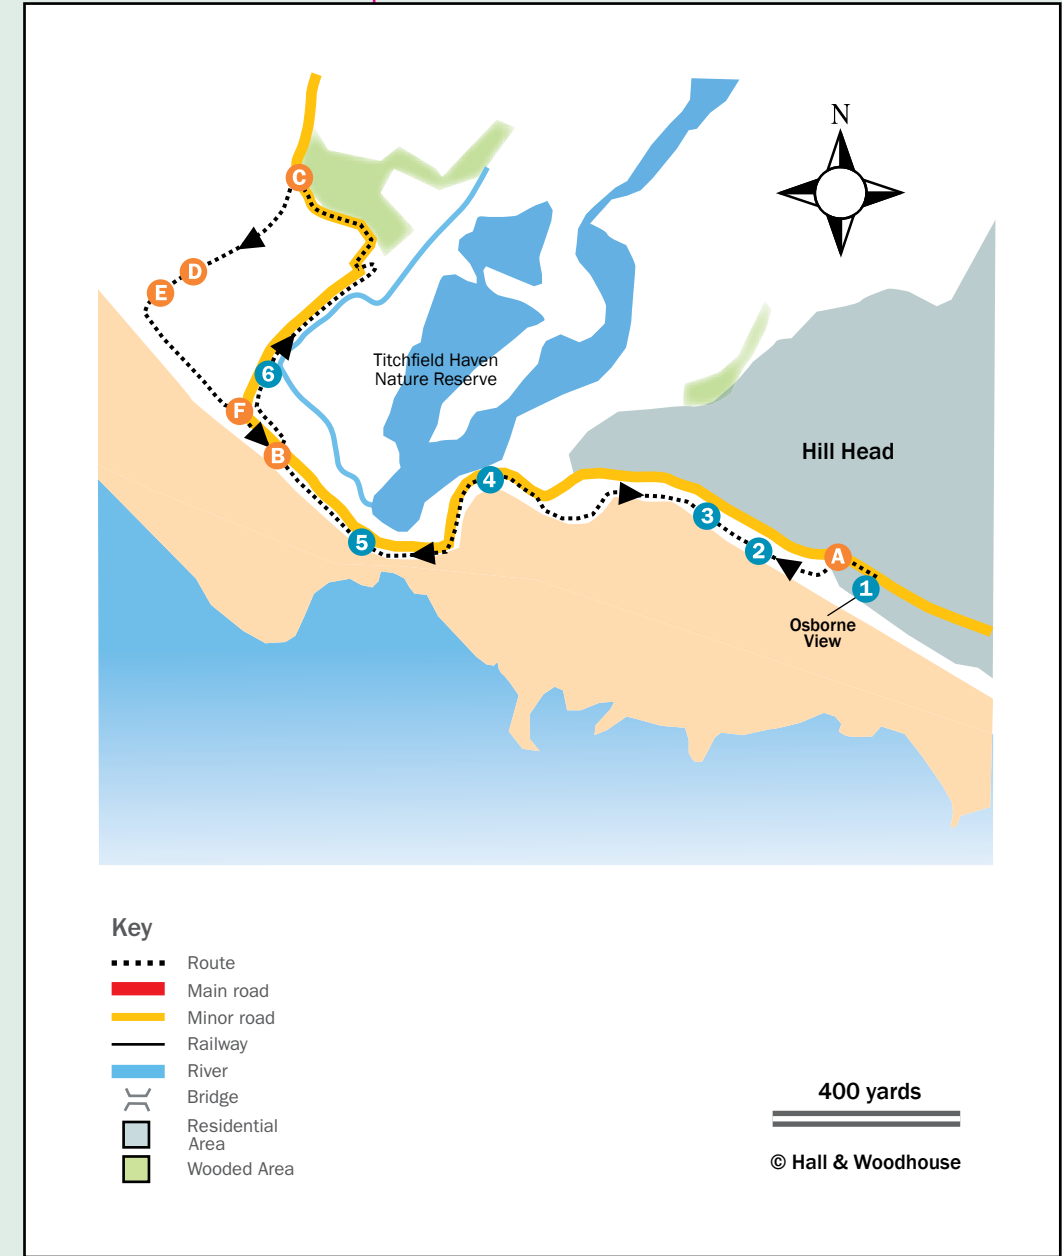 N
C
D
E
Titchfield Haven
Nature Reserve
6
F
B
Hill Head
4
3
5
2
A
1
Osborne
View
Key
Route
Main road
Minor road
Railway
River
Bridge
Residential
Area
Wooded Area
400 yards
© Hall & Woodhouse